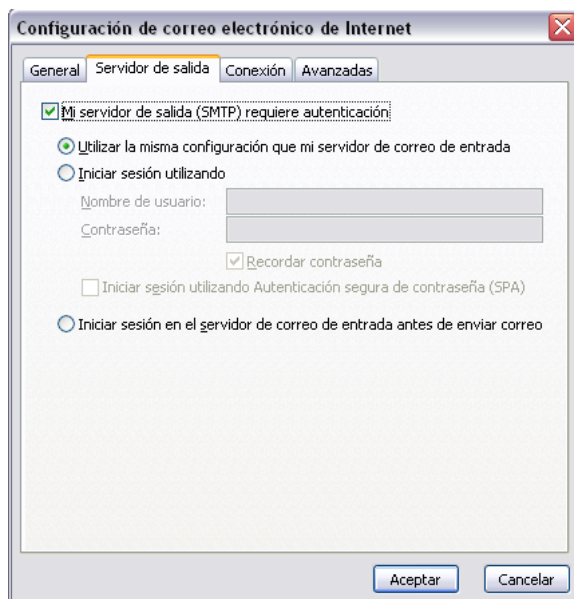 Configuración de correo electrónico de Internet
General Servidor de salida Conexión Avanzadas
Mi servidor de salida (SMTP) requiere autenticación
Utilizar la misma configuración que mi servidor de correo de entrada
Iniciar sesión utilizando
Nombre de usuario:
Contraseña:
Recordar contraseña
Iniciar sesión utilizando Autenticación segura de contraseña (SPA)
Iniciar sesión en el servidor de correo de entrada antes de enviar correo
Aceptar Cancelar